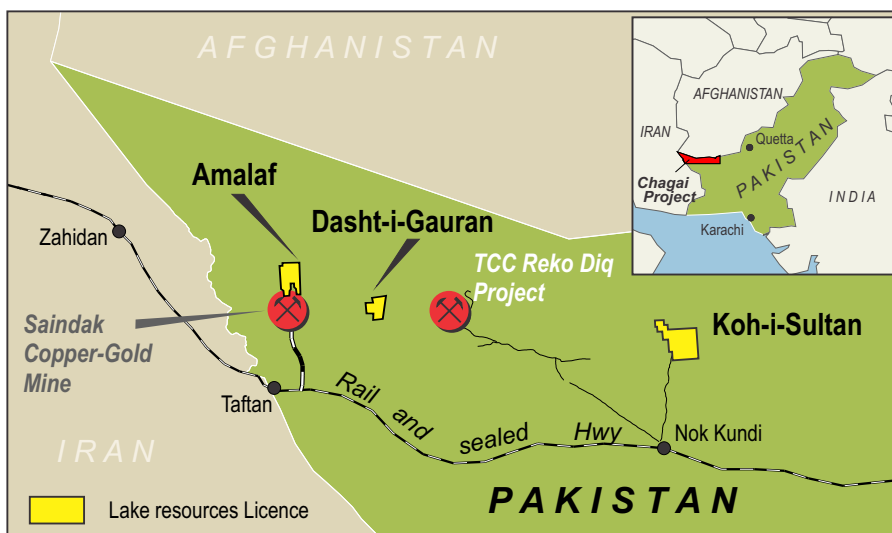 AFGHANISTAN
Amalaf
Dasht-i-Gauran
Zahidan
TCC Reko Diq
Project
Saindak
Copper-Gold
Mine
Koh-i-Sultan
Taftan
Rail and sealed Hwy
Nok Kundi
IRAN
PAKISTAN
Lake resources Licence
AFGHANISTAN
IRAN
Quetta
PAKISTAN
Chagai
Project
INDIA
Karachi